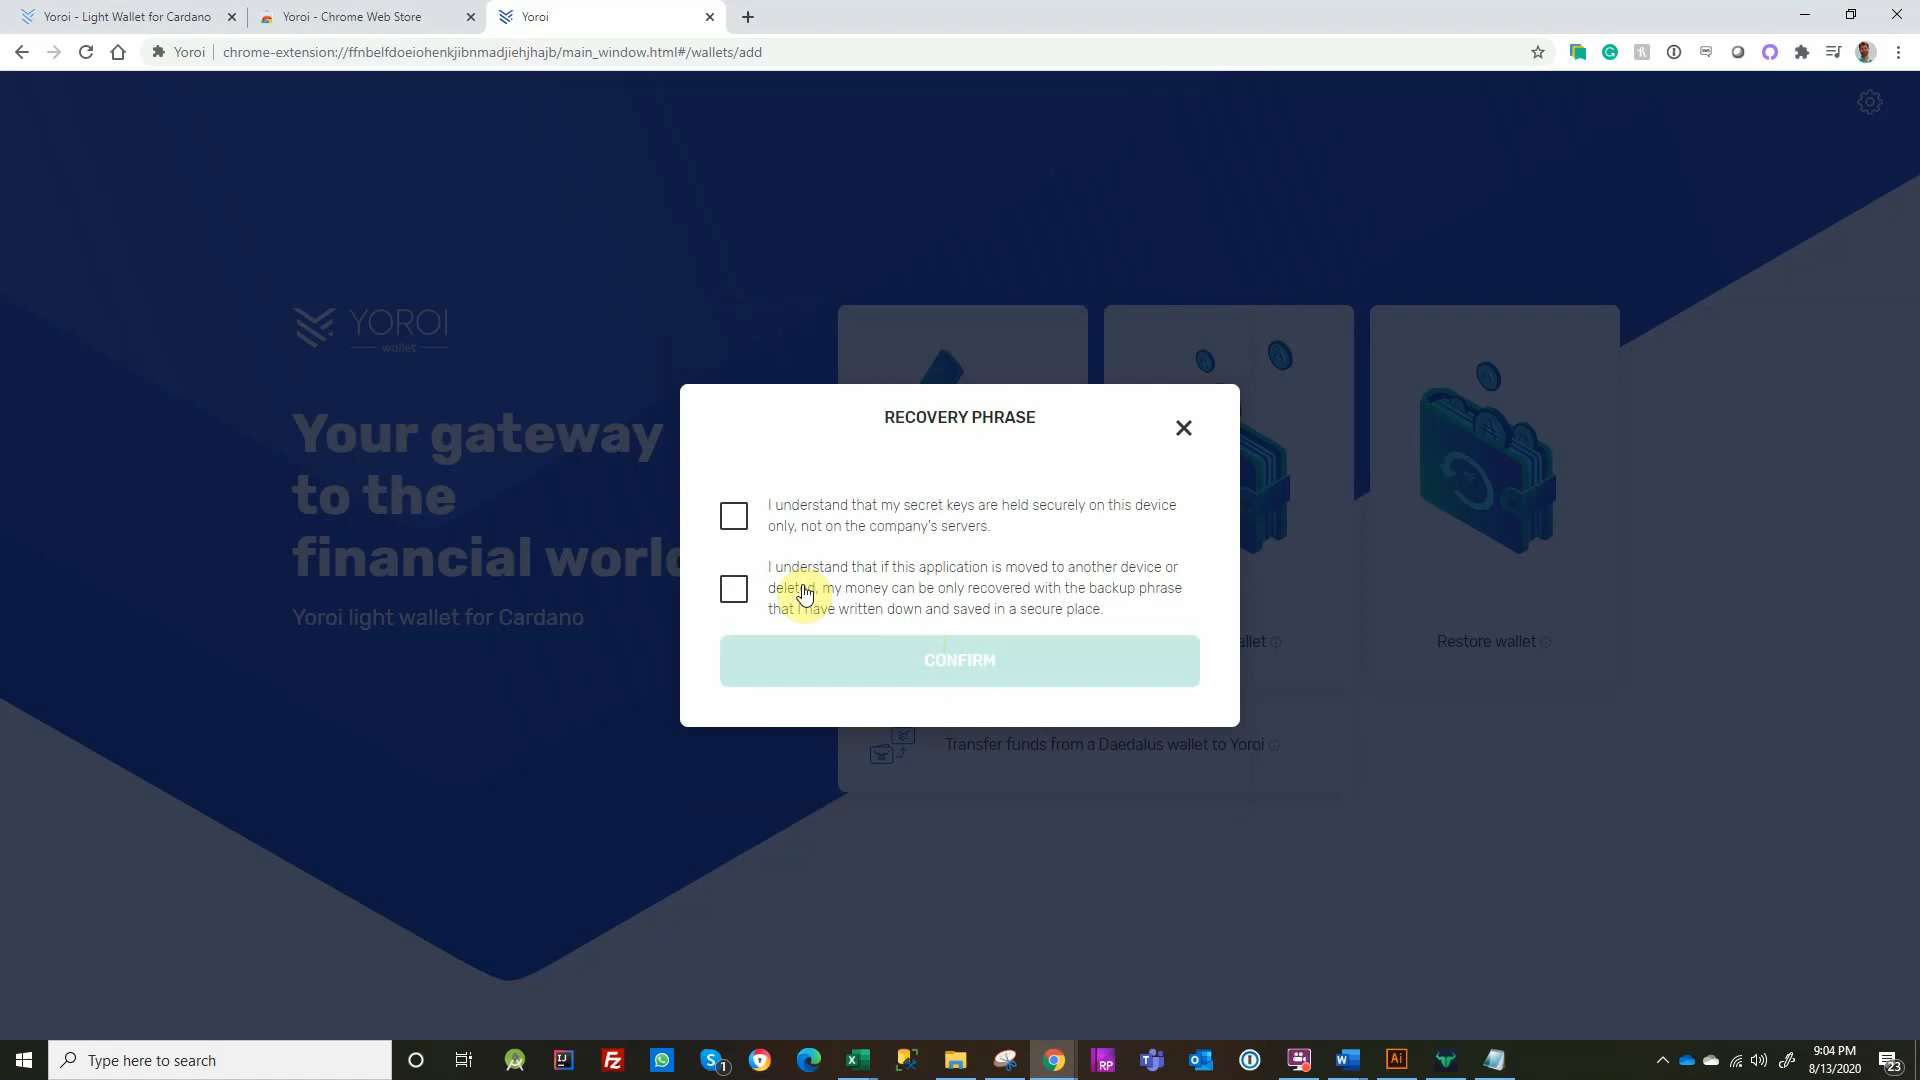 Yoroi - Light Wallet for Cardano
Yoroi - Chrome Web Store
Yoroi
Yoroi
chrome-extension://ffnbelfdoeiohenkjibnmadjiehjhajb/main_window.html#/wallets/add
YOROI
wallet
Your gateway
to the
financial world
Yoroi light wallet for Cardano
RECOVERY PHRASE
I understand that my secret keys are held securely on this device
only, not on the company's servers.
I understand that if this application is moved to another device or
deleted, my money can be only recovered with the backup phrase
that I have written down and saved in a secure place.
CONFIRM
Restore wallet
Transfer funds from a Daedalus wallet to Yoroi
Type here to search
9:04 PM
8/13/2020
23